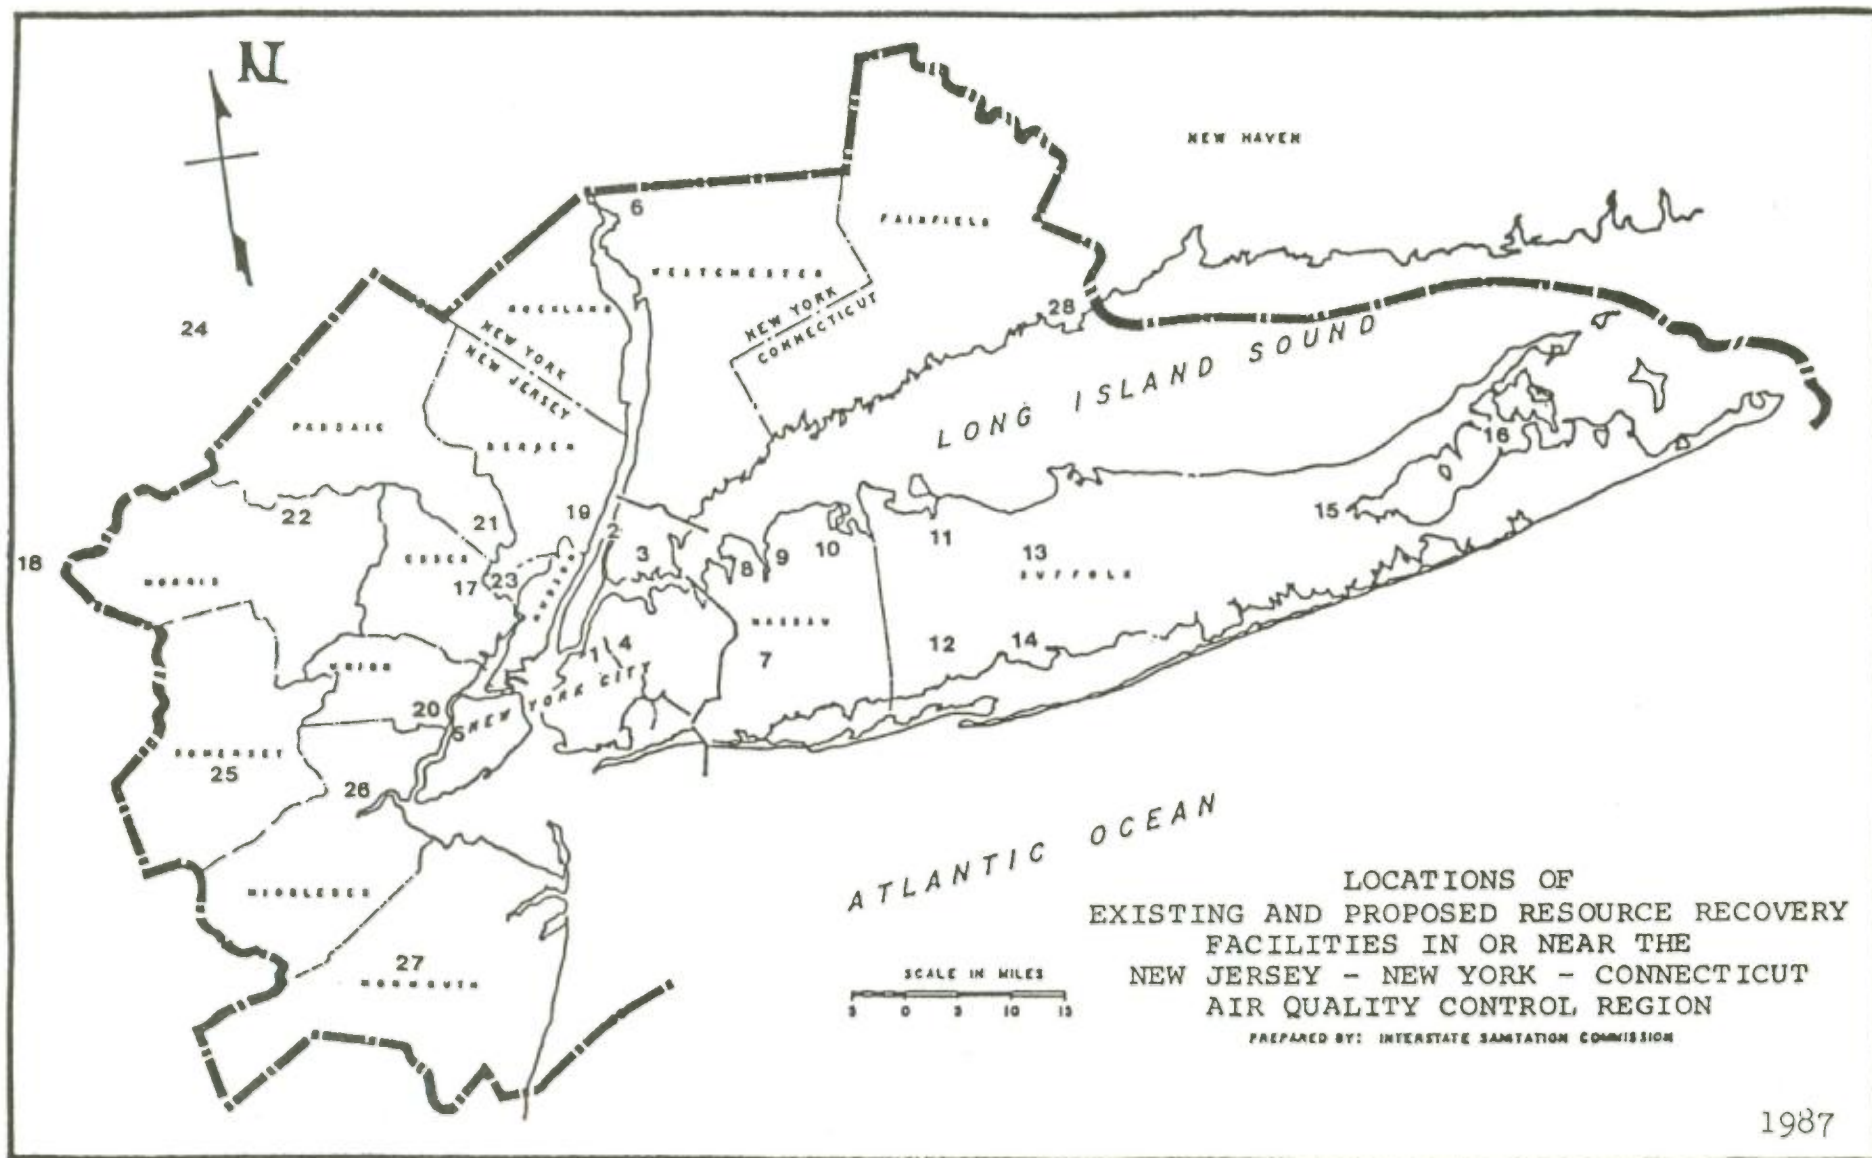 N
NEW HAVEN
6
FAIRFIELD
WESTCHESTER
ROCKLAND
NEW YORK
CONNECTICUT
28
24
NEW YORK
NEW JERSEY
LONG ISLAND SOUND
PASSAIC
BERGEN
16
22
21
19
2
3
8
9
10
11
13
SUFFOLK
15
18
MORRIS
ESSEX
17
23
HUDSON
NASSAU
7
12
14
1
4
UNION
NEW YORK CITY
20
5
SOMERSET
25
26
ATLANTIC OCEAN
MIDDLESEX
27
MONMOUTH
SCALE IN MILES
5 0 5 10 15
LOCATIONS OF
EXISTING AND PROPOSED RESOURCE RECOVERY
FACILITIES IN OR NEAR THE
NEW JERSEY - NEW YORK - CONNECTICUT
AIR QUALITY CONTROL REGION
PREPARED BY: INTERSTATE SANITATION COMMISSION
1987